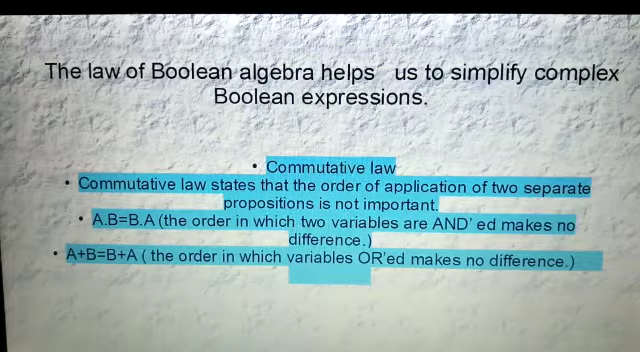 The law of Boolean algebra helps us to simplify complex
Boolean expressions.
• Commutative law
• Commutative law states that the order of application of two separate
propositions is not important.
• A.B=B.A (the order in which two variables are AND' ed makes no
difference.)
• A+B=B+A ( the order in which variables OR'ed makes no difference.)